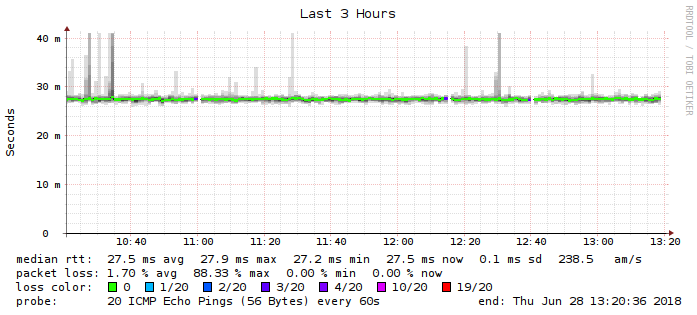 Last 3 Hours
RRDTOOL / TOBI OETIKER
Seconds
40 m
30 m
20 m
10 m
0
10:40 11:00 11:20 11:40 12:00 12:20 12:40 13:00 13:20
median rtt: 27.5 ms avg 27.9 ms max 27.2 ms min 27.5 ms now 0.1 ms sd 238.5 am/s
packet loss: 1.70 % avg 88.33 % max 0.00 % min 0.00 % now
loss color: 0 1/20 2/20 3/20 4/20 10/20 19/20
probe: 20 ICMP Echo Pings (56 Bytes) every 60s end: Thu Jun 28 13:20:36 2018